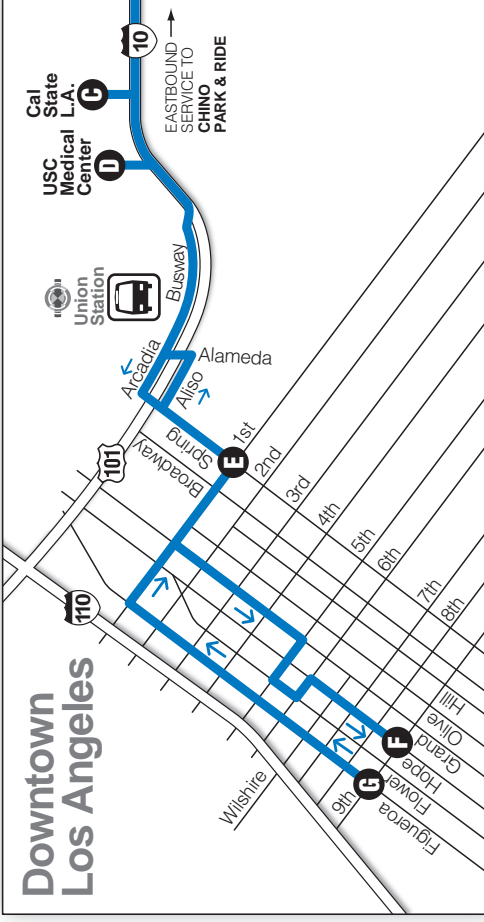 Downtown
Los Angeles
110
101
10
Cal
State
L.A.
C
USC
Medical
Center
D
EASTBOUND
SERVICE TO
CHINO
PARK & RIDE
Union
Station
Busway
Arcadia
Alameda
Aliso
Spring
Broadway
E
1st
2nd
3rd
4th
5th
6th
7th
8th
9th
Wilshire
Hill
Olive
Grand
Hope
Flower
Figueroa
F
G